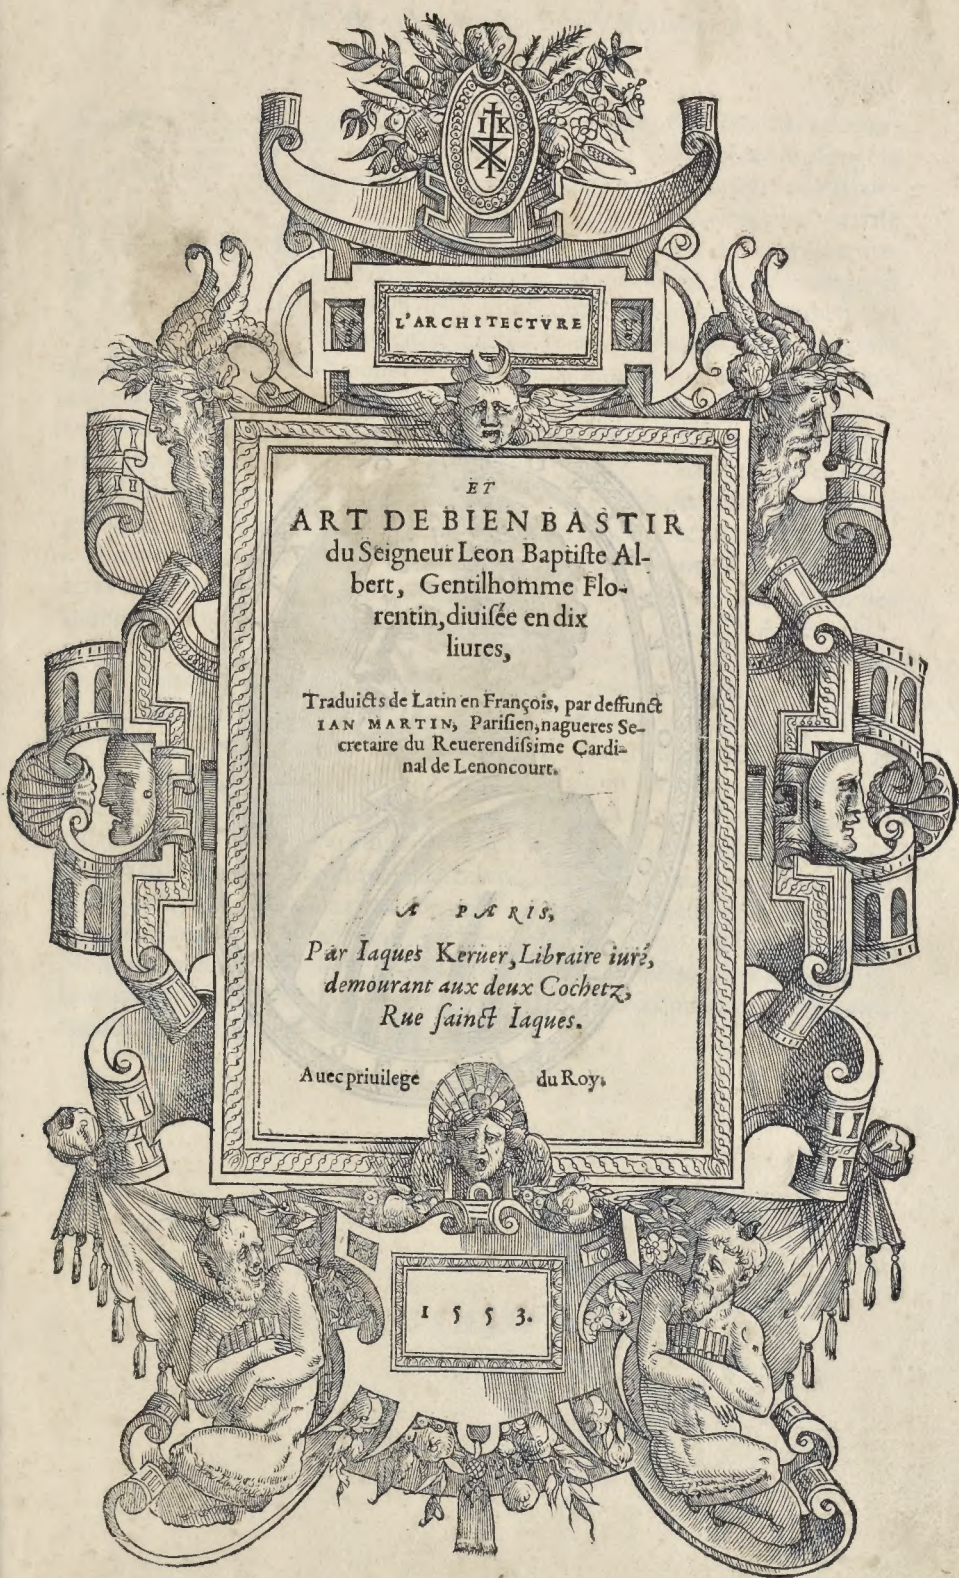 I K
L'ARCHITECTVRE
ET
ART DE BIEN BASTIR
du Seigneur Leon Baptiſte Al-
bert, Gentilhomme Flo-
rentin, diuiſée en dix
liures,
Traduicts de Latin en François, par deffunct
IAN MARTIN, Pariſien, nagueres Se-
cretaire du Reuerendiſsime Cardi-
nal de Lenoncourt.
A PARIS,
Par Iaques Keruer, Libraire iuré,
demourant aux deux Cochetz,
Rue ſainct Iaques.
Auec priuilege du Roy.
1553.